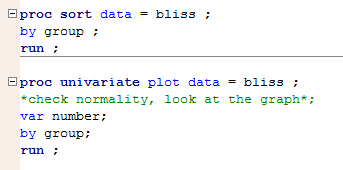 proc sort data = bliss ;
by group ;
run ;
proc univariate plot data = bliss ;
*check normality, look at the graph*;
var number;
by group;
run ;